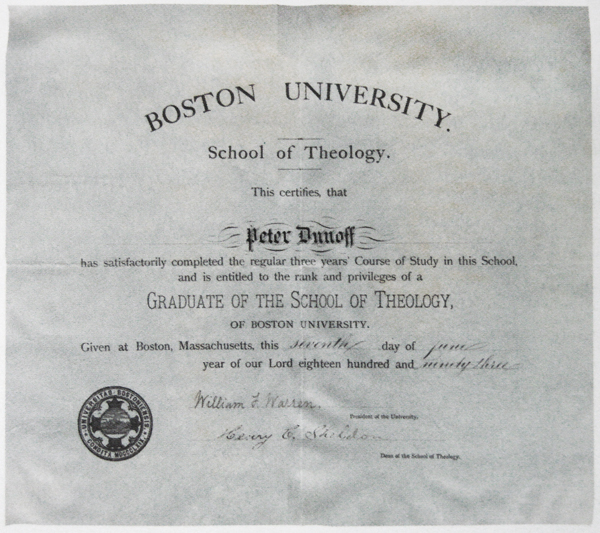 BOSTON UNIVERSITY.
School of Theology.
This certifies, that
Peter Dunoff
has satisfactorily completed the regular three years' Course of Study in this School,
and is entitled to the rank and privileges of a
GRADUATE OF THE SCHOOL OF THEOLOGY,
OF BOSTON UNIVERSITY.
Given at Boston, Massachusetts, this seventh day of june
year of our Lord eighteen hundred and ninety three
William F. Warren.
President of the University.
Henry C. Sheldon
Dean of the School of Theology.
UNIVERSITAS BOSTONIENSIS
CONDITA MDCCCLXIX